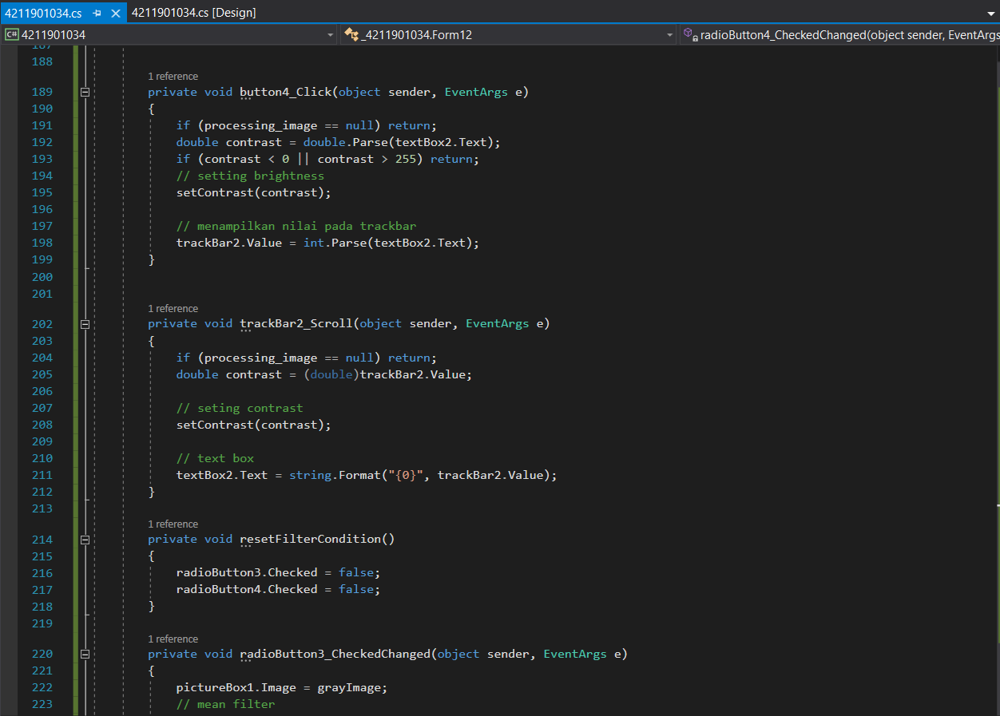 4211901034.cs
4211901034.cs [Design]
C# 4211901034
_4211901034.Form12
radioButton4_CheckedChanged(object sender, EventArgs
187
188
1 reference
189 private void button4_Click(object sender, EventArgs e)
190 {
191 if (processing_image == null) return;
192 double contrast = double.Parse(textBox2.Text);
193 if (contrast < 0 || contrast > 255) return;
194 // setting brightness
195 setContrast(contrast);
196
197 // menampilkan nilai pada trackbar
198 trackBar2.Value = int.Parse(textBox2.Text);
199 }
200
201
1 reference
202 private void trackBar2_Scroll(object sender, EventArgs e)
203 {
204 if (processing_image == null) return;
205 double contrast = (double)trackBar2.Value;
206
207 // seting contrast
208 setContrast(contrast);
209
210 // text box
211 textBox2.Text = string.Format("{0}", trackBar2.Value);
212 }
213
1 reference
214 private void resetFilterCondition()
215 {
216 radioButton3.Checked = false;
217 radioButton4.Checked = false;
218 }
219
1 reference
220 private void radioButton3_CheckedChanged(object sender, EventArgs e)
221 {
222 pictureBox1.Image = grayImage;
223 // mean filter